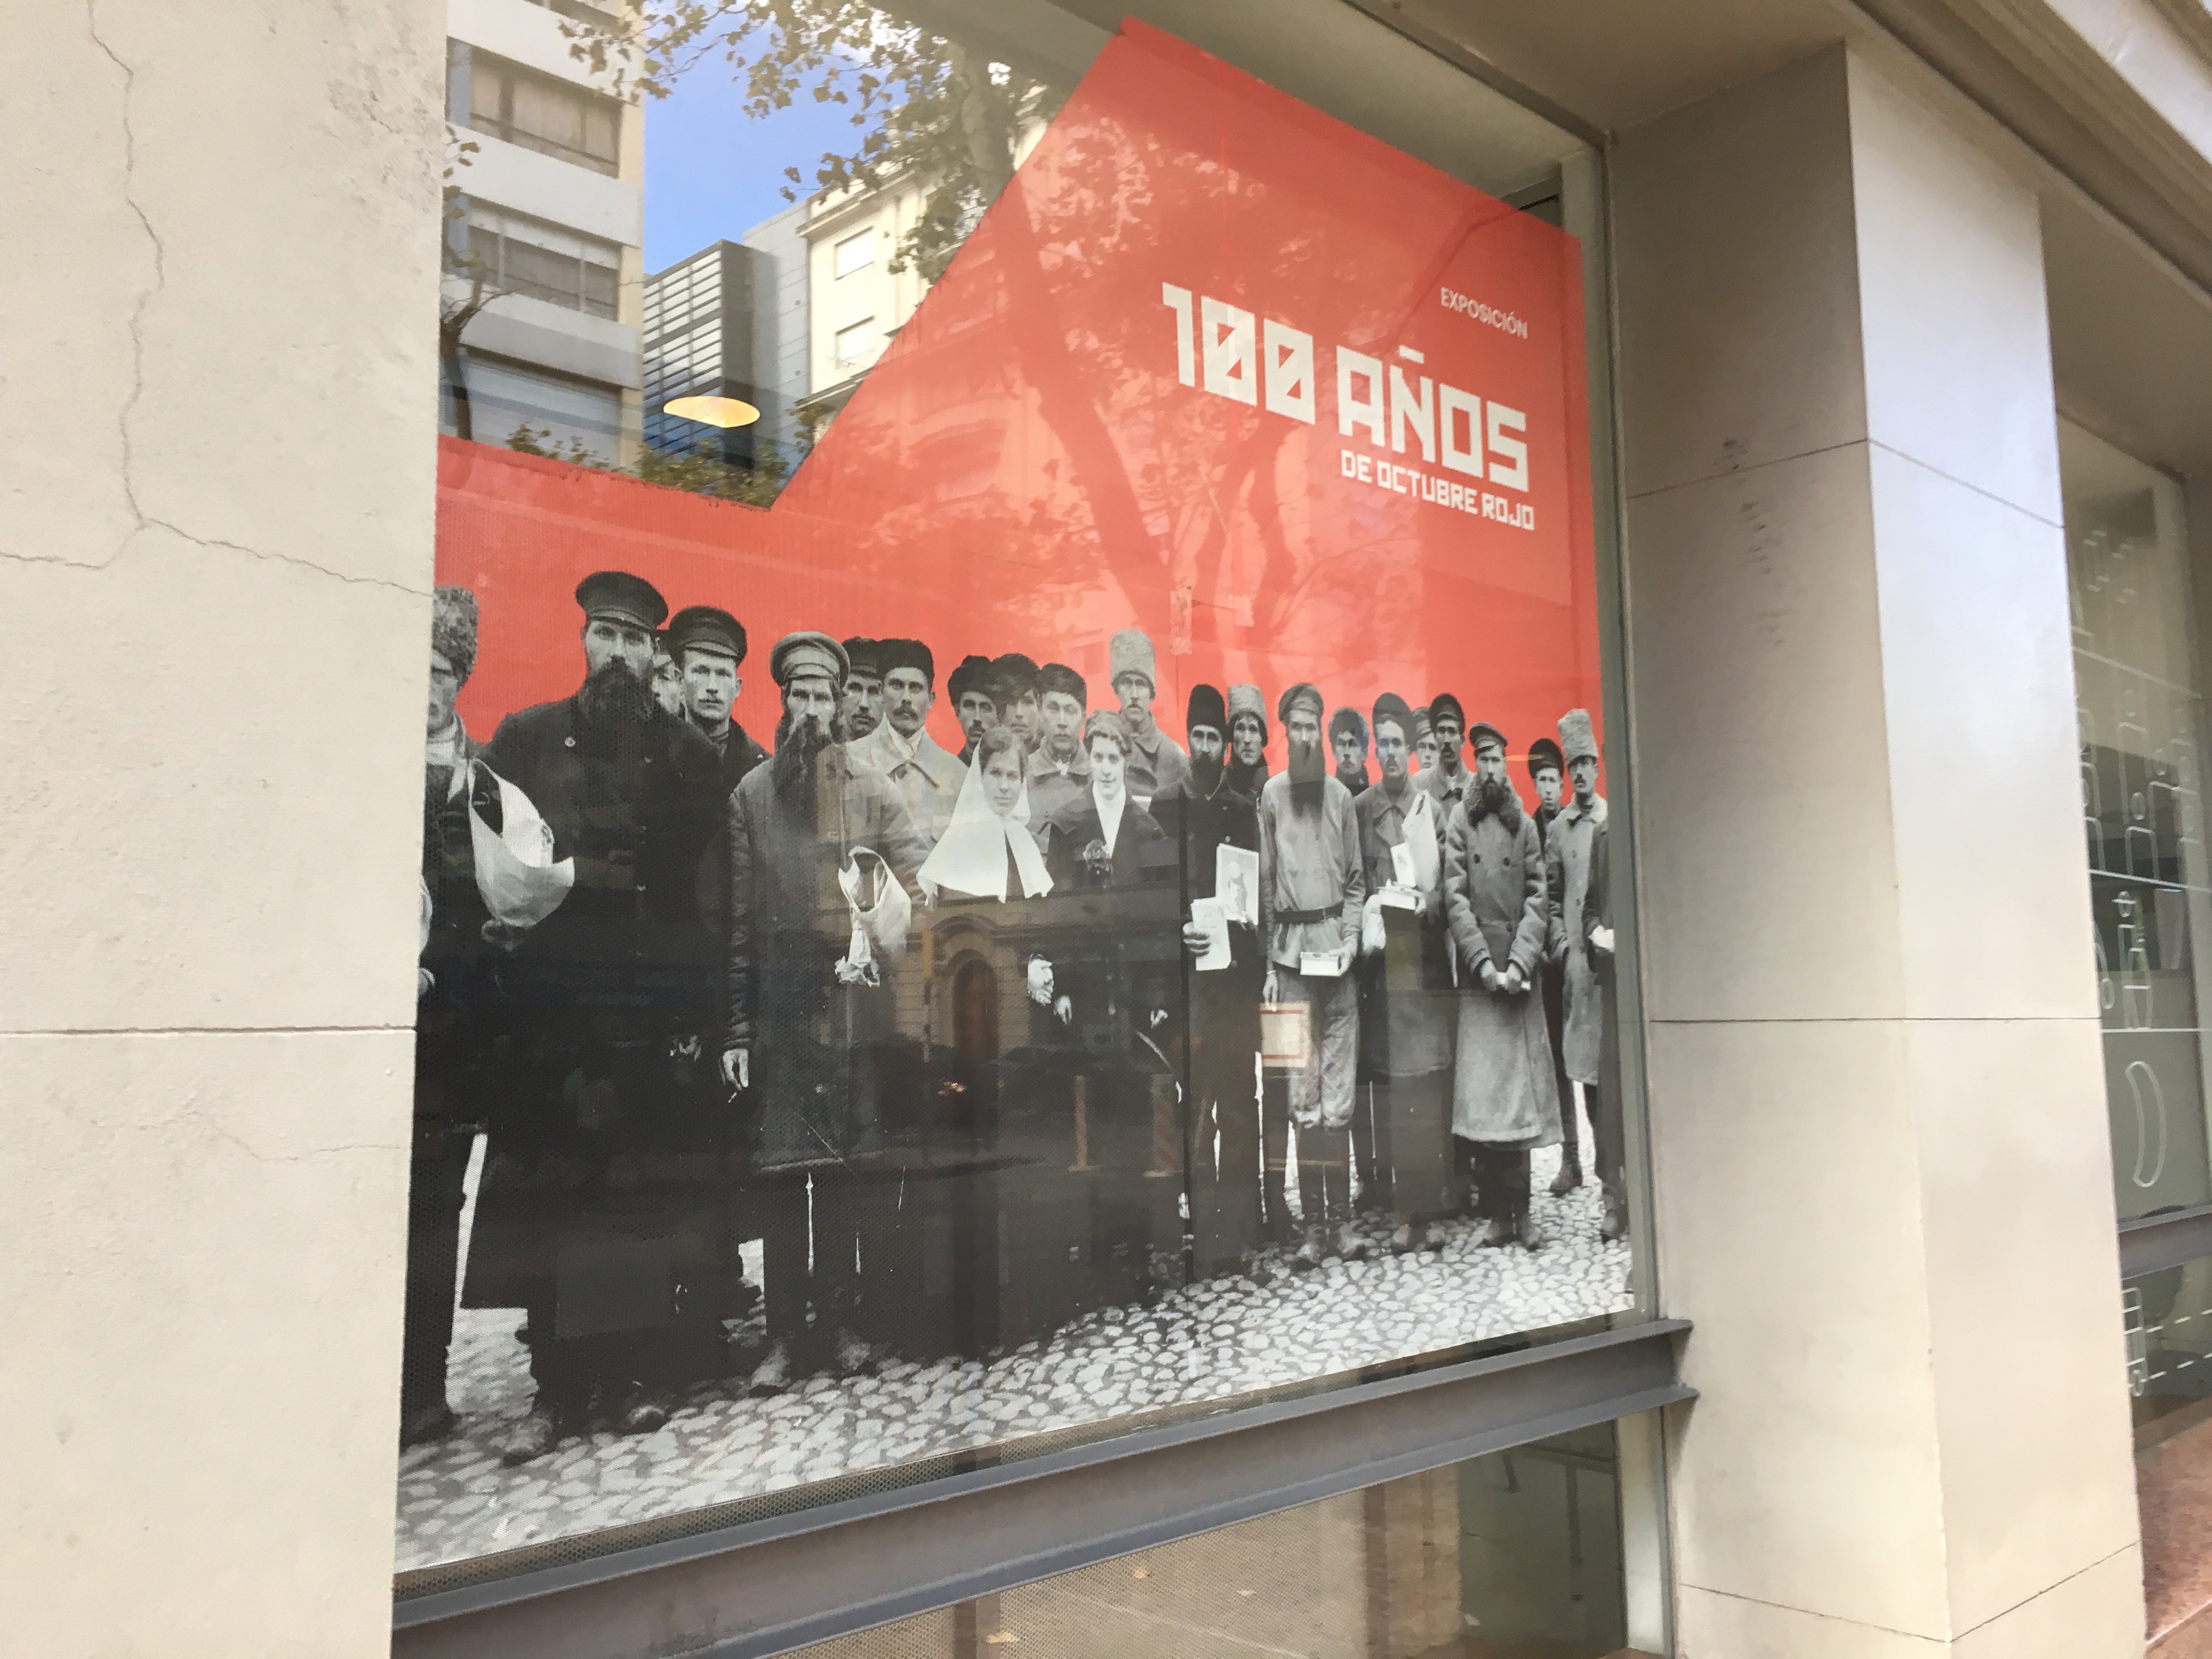 EXPOSICIÓN
100 AÑOS
DE OCTUBRE ROJO